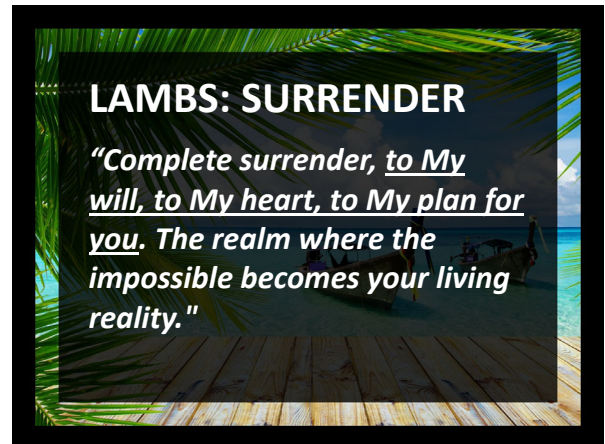 LAMBS: SURRENDER
“Complete surrender, to My
will, to My heart, to My plan for
you. The realm where the
impossible becomes your living
reality."